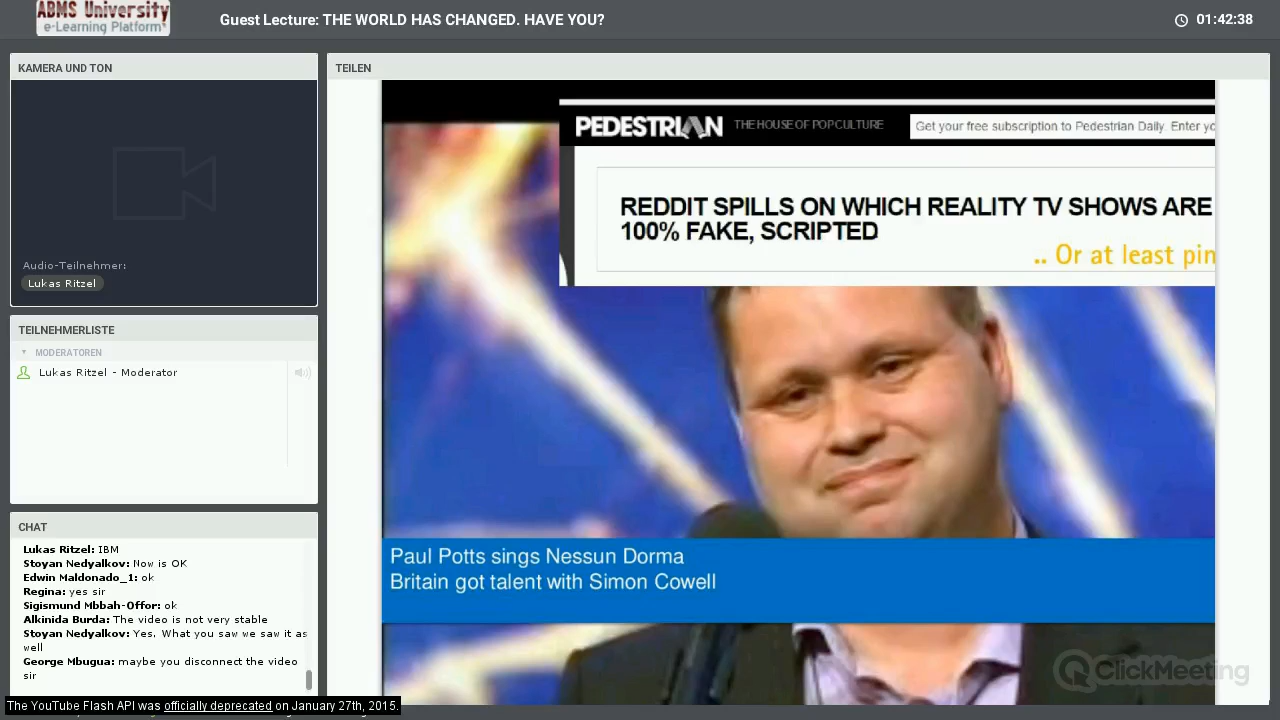 ABMS University
e-Learning Platform
Guest Lecture: THE WORLD HAS CHANGED. HAVE YOU?
01:42:38
KAMERA UND TON
Audio-Teilnehmer:
Lukas Ritzel
TEILNEHMERLISTE
MODERATOREN
Lukas Ritzel - Moderator
CHAT
Lukas Ritzel: IBM
Stoyan Nedyalkov: Now is OK
Edwin Maldonado_1: ok
Regina: yes sir
Sigismund Mbbah-Offor: ok
Alkinida Burda: The video is not very stable
Stoyan Nedyalkov: Yes. What you saw we saw it as
well
George Mbugua: maybe you disconnect the video
sir
The YouTube Flash API was officially deprecated on January 27th, 2015.
TEILEN
PEDESTRIAN THE HOUSE OF POP CULTURE
Get your free subscription to Pedestrian Daily. Enter yo
REDDIT SPILLS ON WHICH REALITY TV SHOWS ARE
100% FAKE, SCRIPTED
.. Or at least pin
Paul Potts sings Nessun Dorma
Britain got talent with Simon Cowell
ClickMeeting